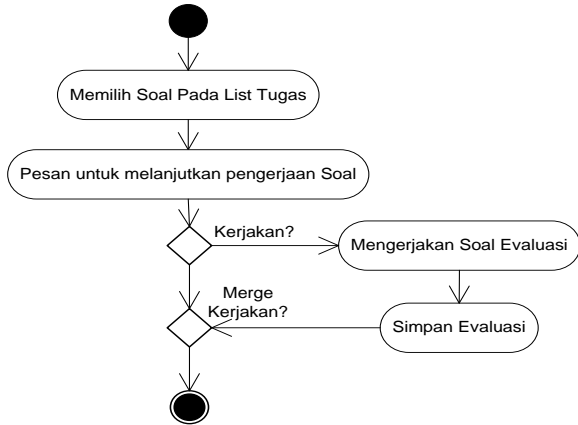 Memilih Soal Pada List Tugas
Pesan untuk melanjutkan pengerjaan Soal
Kerjakan?
Mengerjakan Soal Evaluasi
Merge
Kerjakan?
Simpan Evaluasi